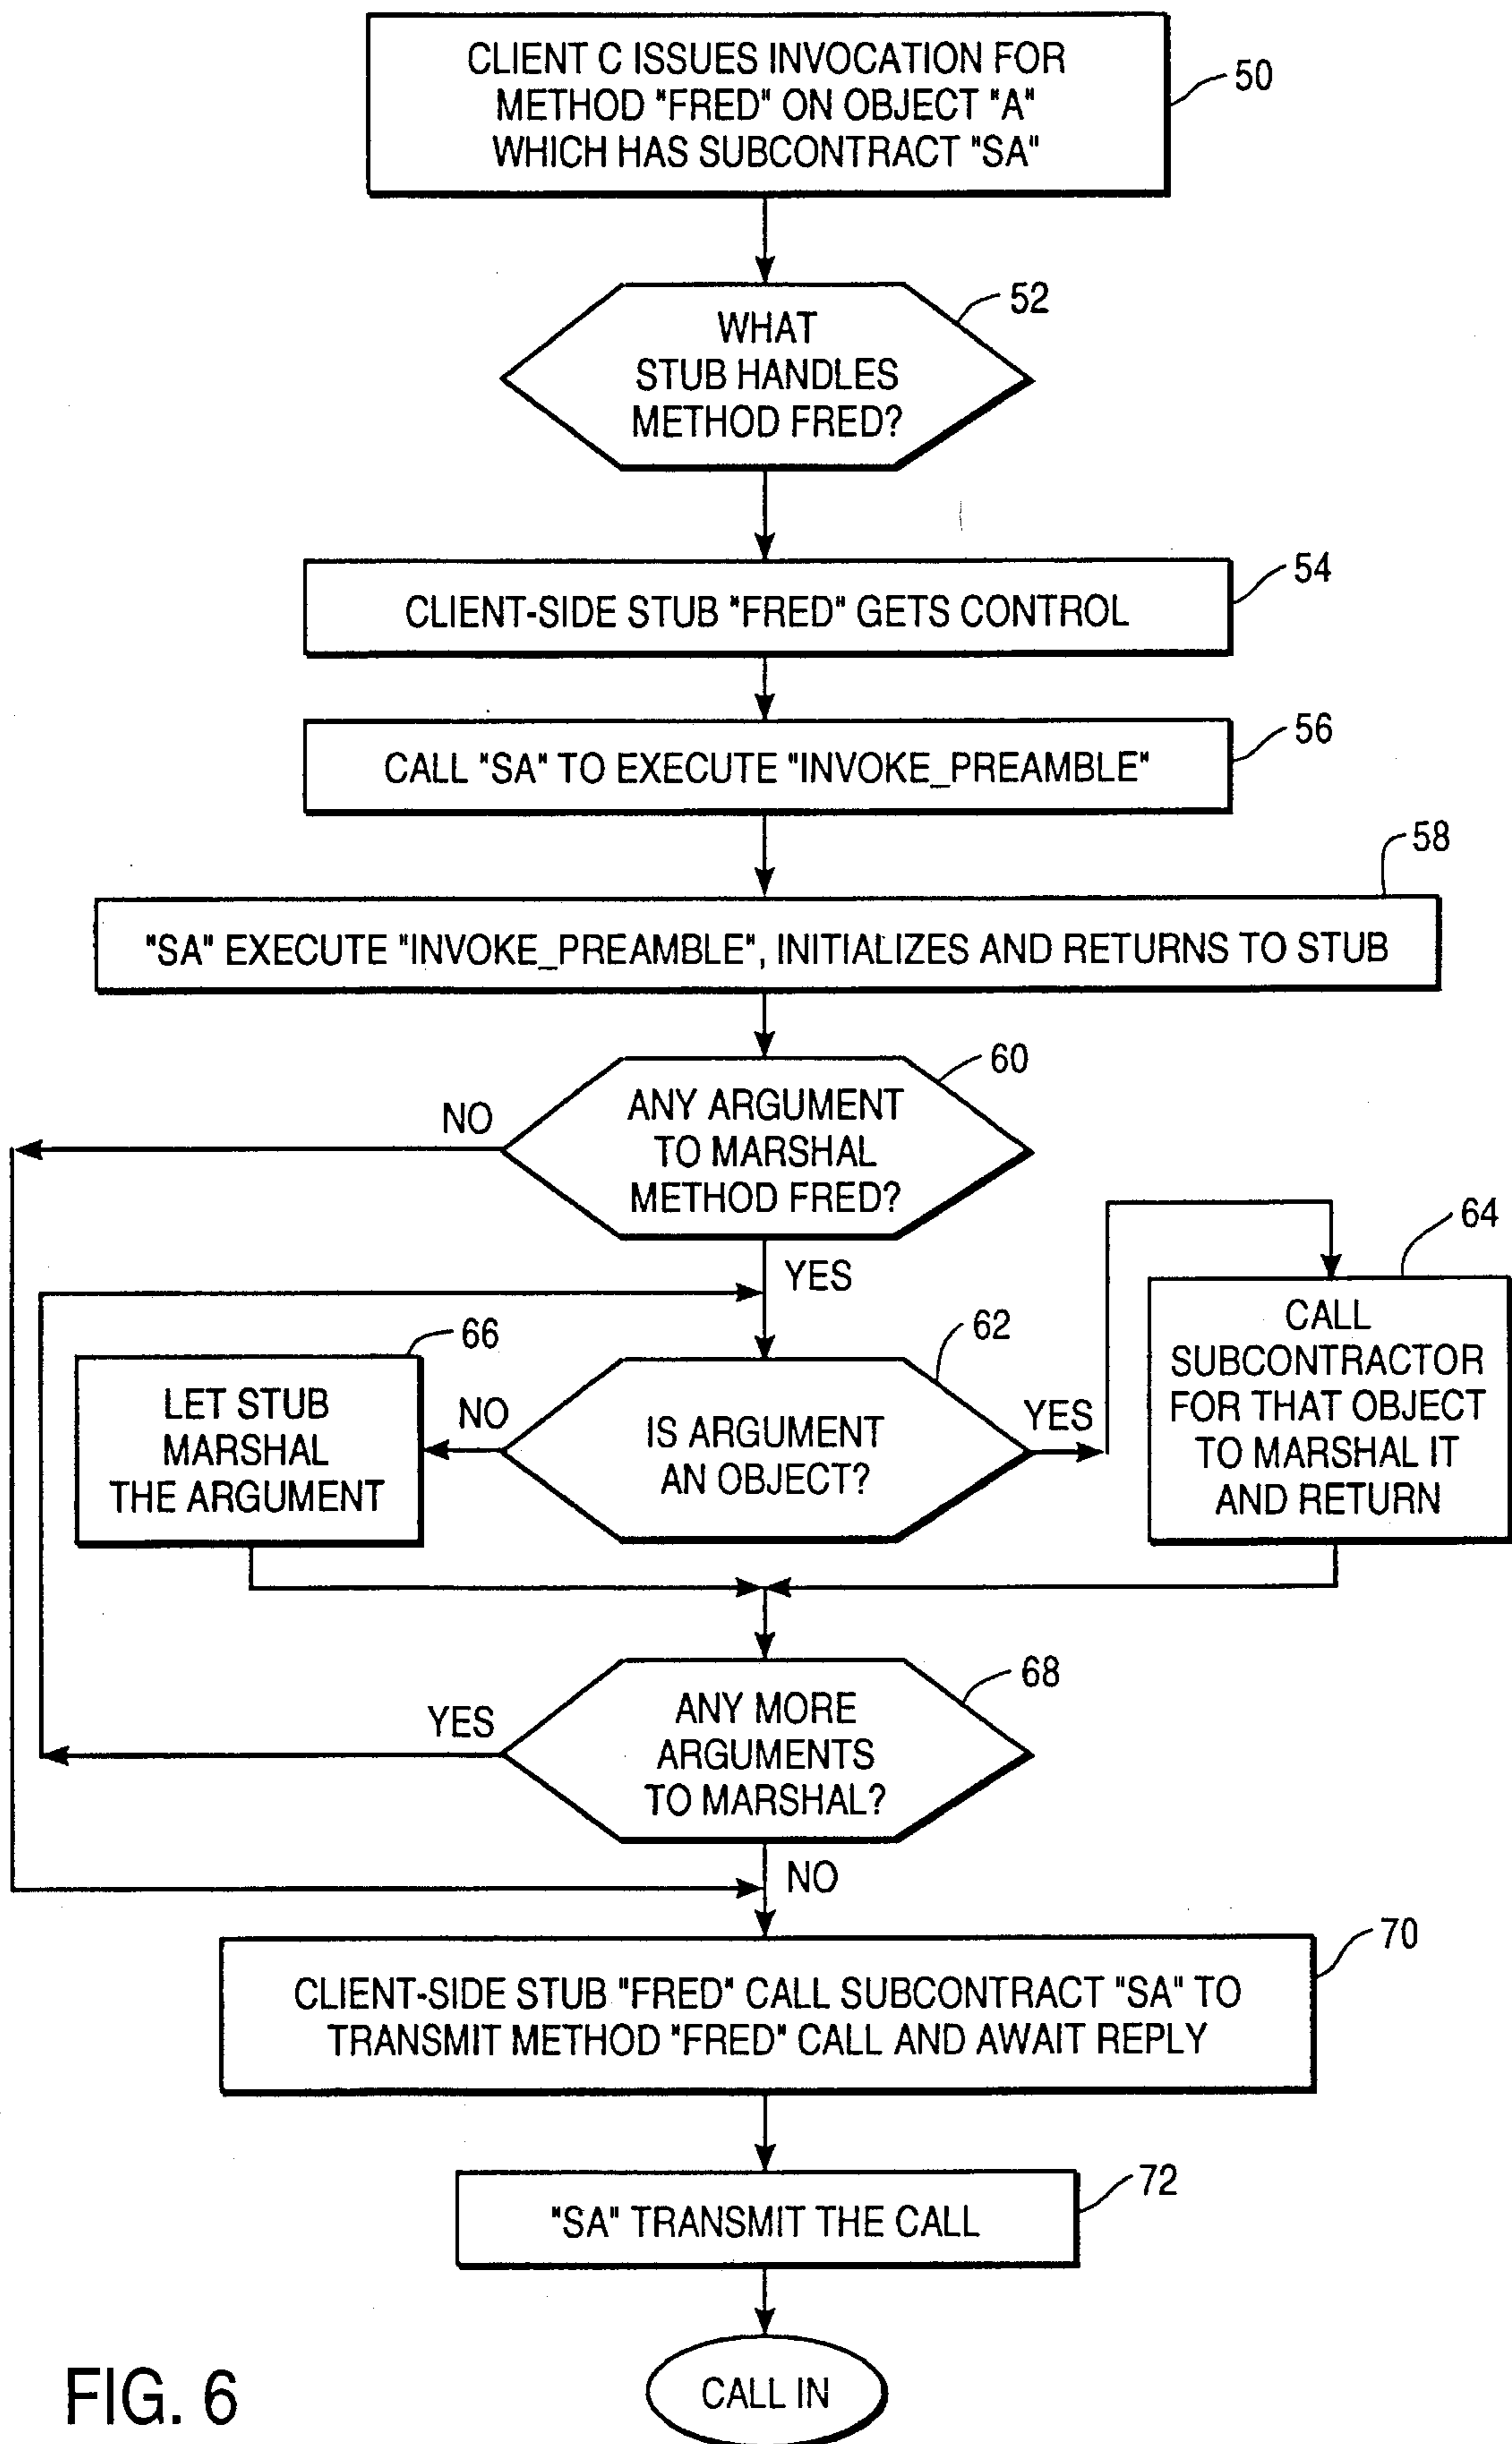 CLIENT C ISSUES INVOCATION FOR
METHOD "FRED" ON OBJECT "A"
WHICH HAS SUBCONTRACT "SA"
50
WHAT
STUB HANDLES
METHOD FRED?
52
CLIENT-SIDE STUB "FRED" GETS CONTROL
54
CALL "SA" TO EXECUTE "INVOKE_PREAMBLE"
56
58
"SA" EXECUTE "INVOKE_PREAMBLE", INITIALIZES AND RETURNS TO STUB
60
NO
ANY ARGUMENT
TO MARSHAL
METHOD FRED?
YES
64
CALL
SUBCONTRACTOR
FOR THAT OBJECT
TO MARSHAL IT
AND RETURN
66
LET STUB
MARSHAL
THE ARGUMENT
NO
62
IS ARGUMENT
AN OBJECT?
YES
68
YES
ANY MORE
ARGUMENTS
TO MARSHAL?
NO
70
CLIENT-SIDE STUB "FRED" CALL SUBCONTRACT "SA" TO
TRANSMIT METHOD "FRED" CALL AND AWAIT REPLY
72
"SA" TRANSMIT THE CALL
CALL IN
FIG. 6